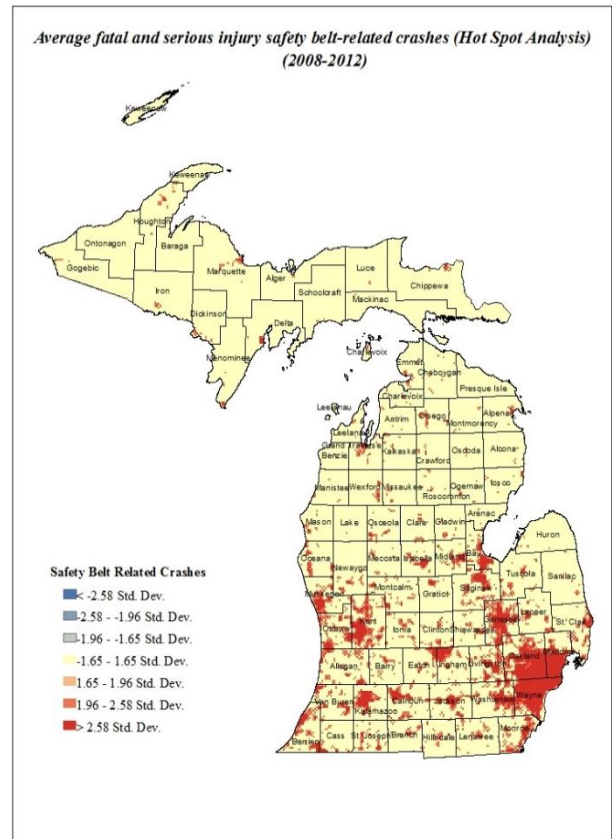 Average fatal and serious injury safety belt-related crashes (Hot Spot Analysis)
(2008-2012)
Keweenaw
Keweenaw
Houghton
Ontonagon
Baraga
Gogebic
Marquette
Luce
Alger
Chippewa
Iron
Schoolcraft
Mackinac
Dickinson
Delta
Menominee
Charlevoix
Emmet
Cheboygan
Presque Isle
Charlevoix
Leelanau
Antrim
Otsego
Alpena
Montmorency
Leelanau
Grand Traverse
Benzie
Kalkaska
Crawford
Oscoda
Alcona
Manistee
Wexford
Missaukee
Roscommon
Ogemaw
Iosco
Arenac
Mason
Lake
Osceola
Clare
Gladwin
Huron
Oceana
Newaygo
Mecosta
Isabella
Midland
Bay
Tuscola
Sanilac
Safety Belt Related Crashes
Muskegon
Montcalm
Gratiot
Saginaw
< -2.58 Std. Dev.
Genesee
Lapeer
St. Clair
-2.58 - -1.96 Std. Dev.
Ottawa
Kent
Ionia
Clinton
Shiawassee
-1.96 - -1.65 Std. Dev.
Oakland
Macomb
-1.65 - 1.65 Std. Dev.
Allegan
Barry
Eaton
Ingham
Livingston
1.65 - 1.96 Std. Dev.
1.96 - 2.58 Std. Dev.
Van Buren
Kalamazoo
Calhoun
Jackson
Washtenaw
Wayne
> 2.58 Std. Dev.
Berrien
Cass
St. Joseph
Branch
Hillsdale
Lenawee
Monroe